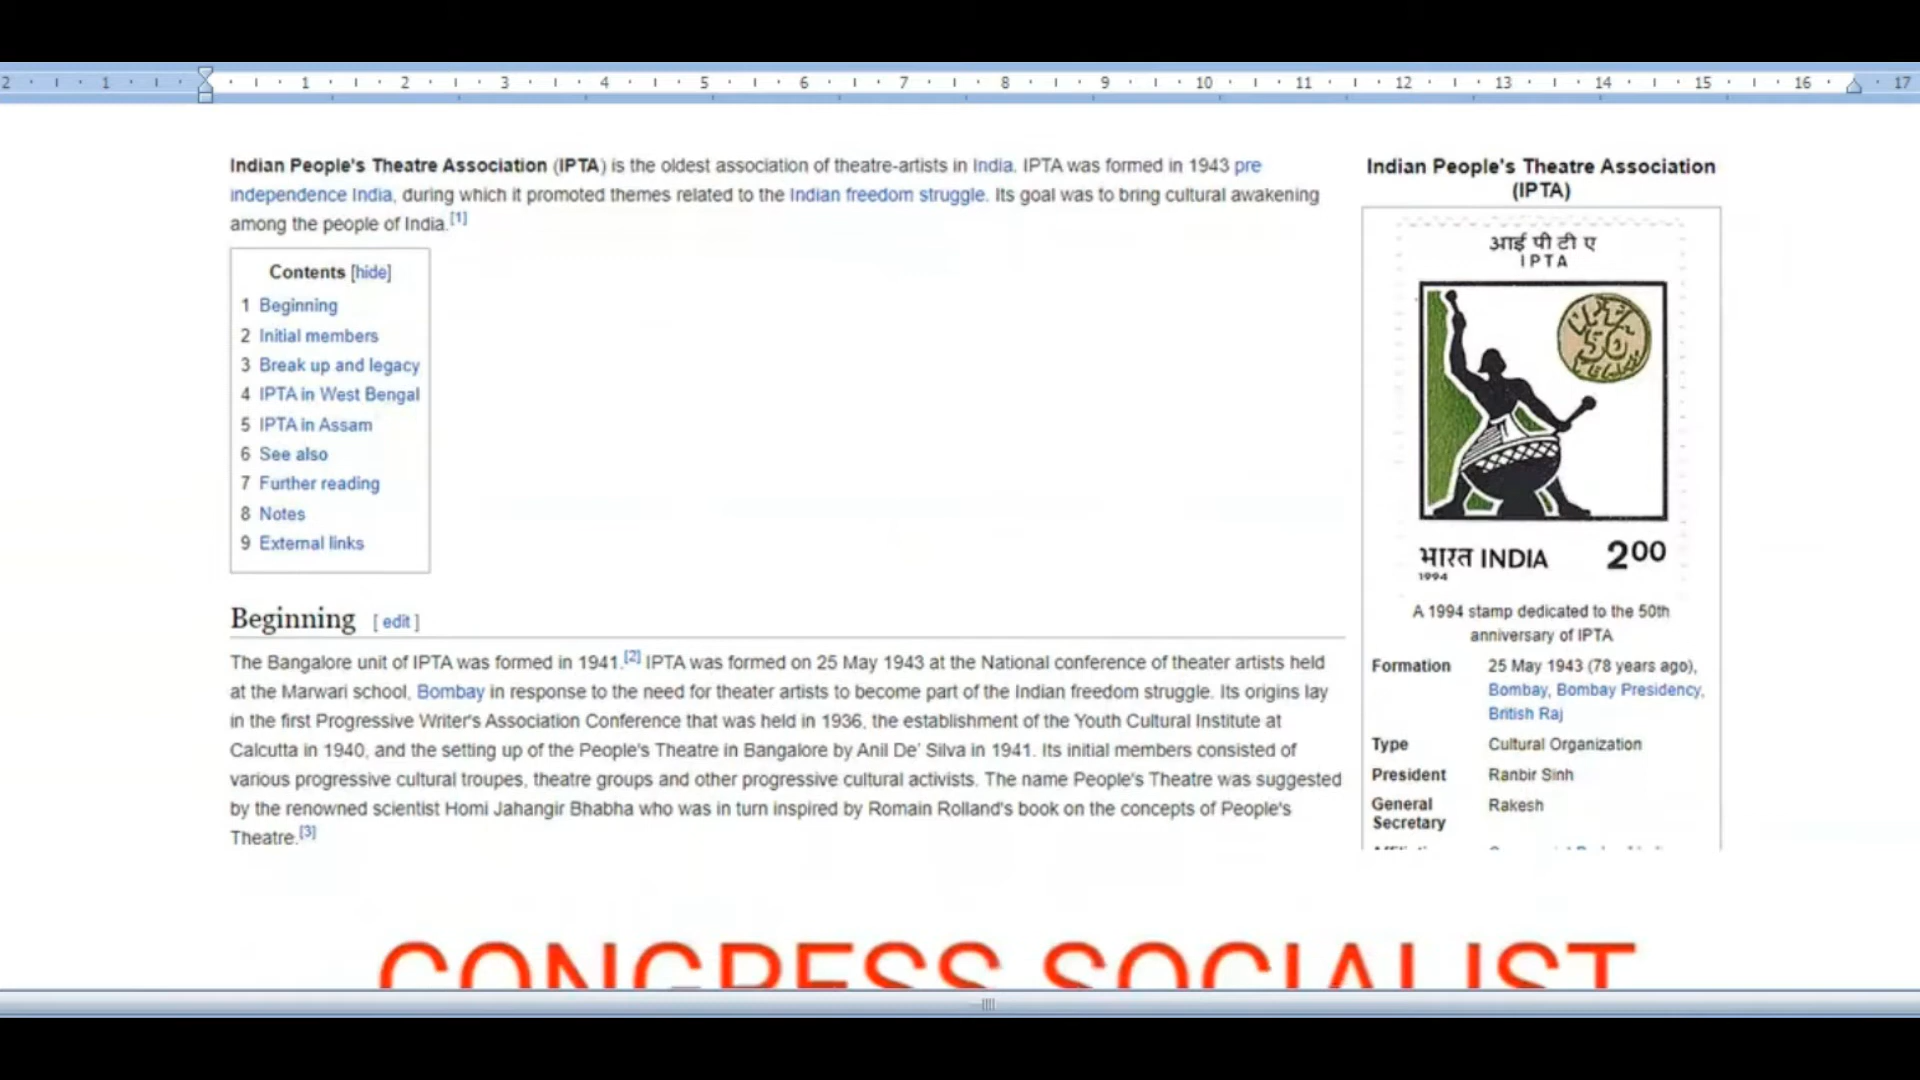 2 1 1 2 3 4 5 6 7 8 9 10 11 12 13 14 15 16 17
Indian People's Theatre Association (IPTA) is the oldest association of theatre-artists in India. IPTA was formed in 1943 pre
independence India, during which it promoted themes related to the Indian freedom struggle. Its goal was to bring cultural awakening
among the people of India.[1]
Contents [hide]
1 Beginning
2 Initial members
3 Break up and legacy
4 IPTA in West Bengal
5 IPTA in Assam
6 See also
7 Further reading
8 Notes
9 External links
Beginning [ edit ]
The Bangalore unit of IPTA was formed in 1941.[2] IPTA was formed on 25 May 1943 at the National conference of theater artists held
at the Marwari school, Bombay in response to the need for theater artists to become part of the Indian freedom struggle. Its origins lay
in the first Progressive Writer's Association Conference that was held in 1936, the establishment of the Youth Cultural Institute at
Calcutta in 1940, and the setting up of the People's Theatre in Bangalore by Anil De' Silva in 1941. Its initial members consisted of
various progressive cultural troupes, theatre groups and other progressive cultural activists. The name People's Theatre was suggested
by the renowned scientist Homi Jahangir Bhabha who was in turn inspired by Romain Rolland's book on the concepts of People's
Theatre.[3]
Indian People's Theatre Association
(IPTA)
आई पी टी ए
IPTA
50
भारत INDIA 200
1994
A 1994 stamp dedicated to the 50th
anniversary of IPTA
Formation 25 May 1943 (78 years ago),
Bombay, Bombay Presidency,
British Raj
Type Cultural Organization
President Ranbir Sinh
General Rakesh
Secretary
CONGRESS SOCIALIST